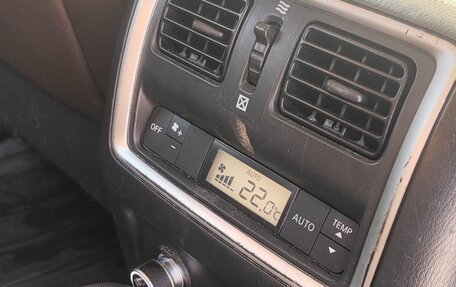 OFF
+
-
AUTO
22.0°C
AUTO
TEMP